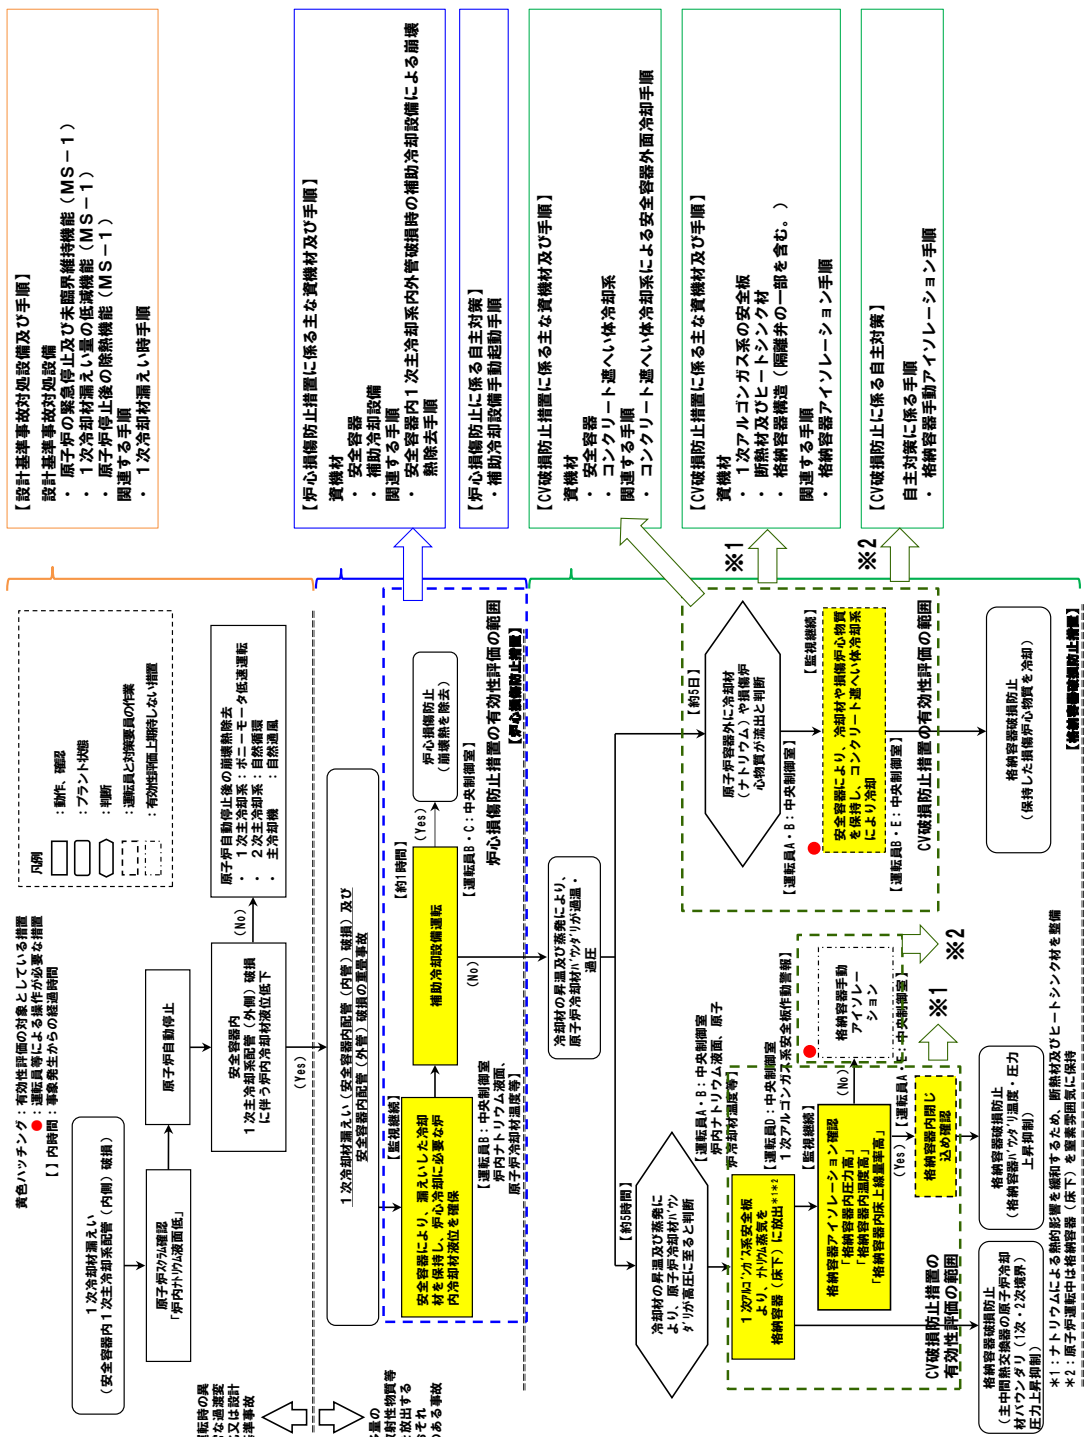 黄色ハッチング：有効性評価の対象としている措置
●：運転員等による操作が必要な措置
[ ]内時間：事象発生からの経過時間
凡例
：動作、確認
：プラント状態
：判断
：運転員と対策要員の作業
：有効性評価上期待しない措置
1次冷却材漏えい
（安全容器内1次主冷却系配管（内側）破損）
原子炉ｽｸﾗﾑ確認
「炉内ナトリウム液面低」
原子炉自動停止
安全容器内
1次主冷却系配管（外側）破損
に伴う炉内冷却材液位低下
(No)
原子炉自動停止後の崩壊熱除去
・ 1次主冷却系：ポニーモータ低速運転
・ 2次主冷却系：自然循環
・ 主冷却機　：自然通風
(Yes)
1次冷却材漏えい（安全容器内配管（内管）破損）及び
安全容器内配管（外管）破損の重畳事故
【監視継続】
安全容器により、漏えいした冷却
材を保持し、炉心冷却に必要な炉
内冷却材液位を確保
【運転員B：中央制御室
炉内ナトリウム液面、
原子炉冷却材温度等】
【約1時間】
補助冷却設備運転
(Yes)
炉心損傷防止
（崩壊熱を除去）
【運転員B・C：中央制御室】
炉心損傷防止措置の有効性評価の範囲
【炉心損傷防止措置】
(No)
冷却材の昇温及び蒸発により、
原子炉冷却材ﾊﾞｳﾝﾀﾞﾘが過温・
過圧
【約5時間】
冷却材の昇温及び蒸発に
より、原子炉冷却材ﾊﾞｳﾝ
ﾀﾞﾘが高圧に至ると判断
【運転員A・B：中央制御室
炉内ナトリウム液面、原子
炉冷却材温度等】
1次ｱﾙｺﾞﾝｶﾞｽ系安全板
より、ﾅﾄﾘｳﾑ蒸気を
格納容器（床下）に放出*1*2
【運転員D：中央制御室
1次アルゴンガス系安全板作動警報】
【監視継続】
格納容器アイソレーション確認
「格納容器内圧力高」
「格納容器内温度高」
「格納容器内床上線量率高」
(No)
格納容器手動
アイソレー
ション
(Yes)
【運転員A・E：中央制御室】
格納容器内閉じ
込め確認
※1
※2
CV破損防止措置の
有効性評価の範囲
格納容器破損防止
（主中間熱交換器の原子炉冷却
材バウンダリ（1次・2次境界）
圧力上昇抑制）
格納容器破損防止
（格納容器ﾊﾞｳﾝﾀﾞﾘ温度・圧力
上昇抑制）
【約5日】
原子炉容器外に冷却材
（ナトリウム）や損傷炉
心物質が流出と判断
【運転員A・B：中央制御室】
【監視継続】
安全容器により、冷却材や損傷炉心物質
を保持し、コンクリート遮へい体冷却系
により冷却
【運転員B・E：中央制御室】
CV破損防止措置の有効性評価の範囲
格納容器破損防止
（保持した損傷炉心物質を冷却）
【格納容器破損防止措置】
*1：ナトリウムによる熱的影響を緩和するため、断熱材及びヒートシンク材を整備
*2：原子炉運転中は格納容器（床下）を窒素雰囲気に保持
【設計基準事故対処設備及び手順】
設計基準事故対処設備
・ 原子炉の緊急停止及び未臨界維持機能（ＭＳ－１）
・ 1次冷却材漏えい量の低減機能（ＭＳ－１）
・ 原子炉停止後の除熱機能（ＭＳ－１）
関連する手順
・ 1次冷却材漏えい時手順
【炉心損傷防止措置に係る主な資機材及び手順】
資機材
・ 安全容器
・ 補助冷却設備
関連する手順
・ 安全容器内1次主冷却系内外管破損時の補助冷却設備による崩壊
熱除去手順
【炉心損傷防止に係る自主対策】
・ 補助冷却設備手動起動手順
【CV破損防止措置に係る主な資機材及び手順】
資機材
・ 安全容器
・ コンクリート遮へい体冷却系
関連する手順
・ コンクリート遮へい体冷却系による安全容器外面冷却手順
※1
【CV破損防止措置に係る主な資機材及び手順】
資機材
・ 1次アルゴンガス系の安全板
・ 断熱材及びヒートシンク材
・ 格納容器構造（隔離弁の一部を含む。）
関連する手順
・ 格納容器アイソレーション手順
※2
【CV破損防止に係る自主対策】
自主対策に係る手順
・ 格納容器手動アイソレーション手順